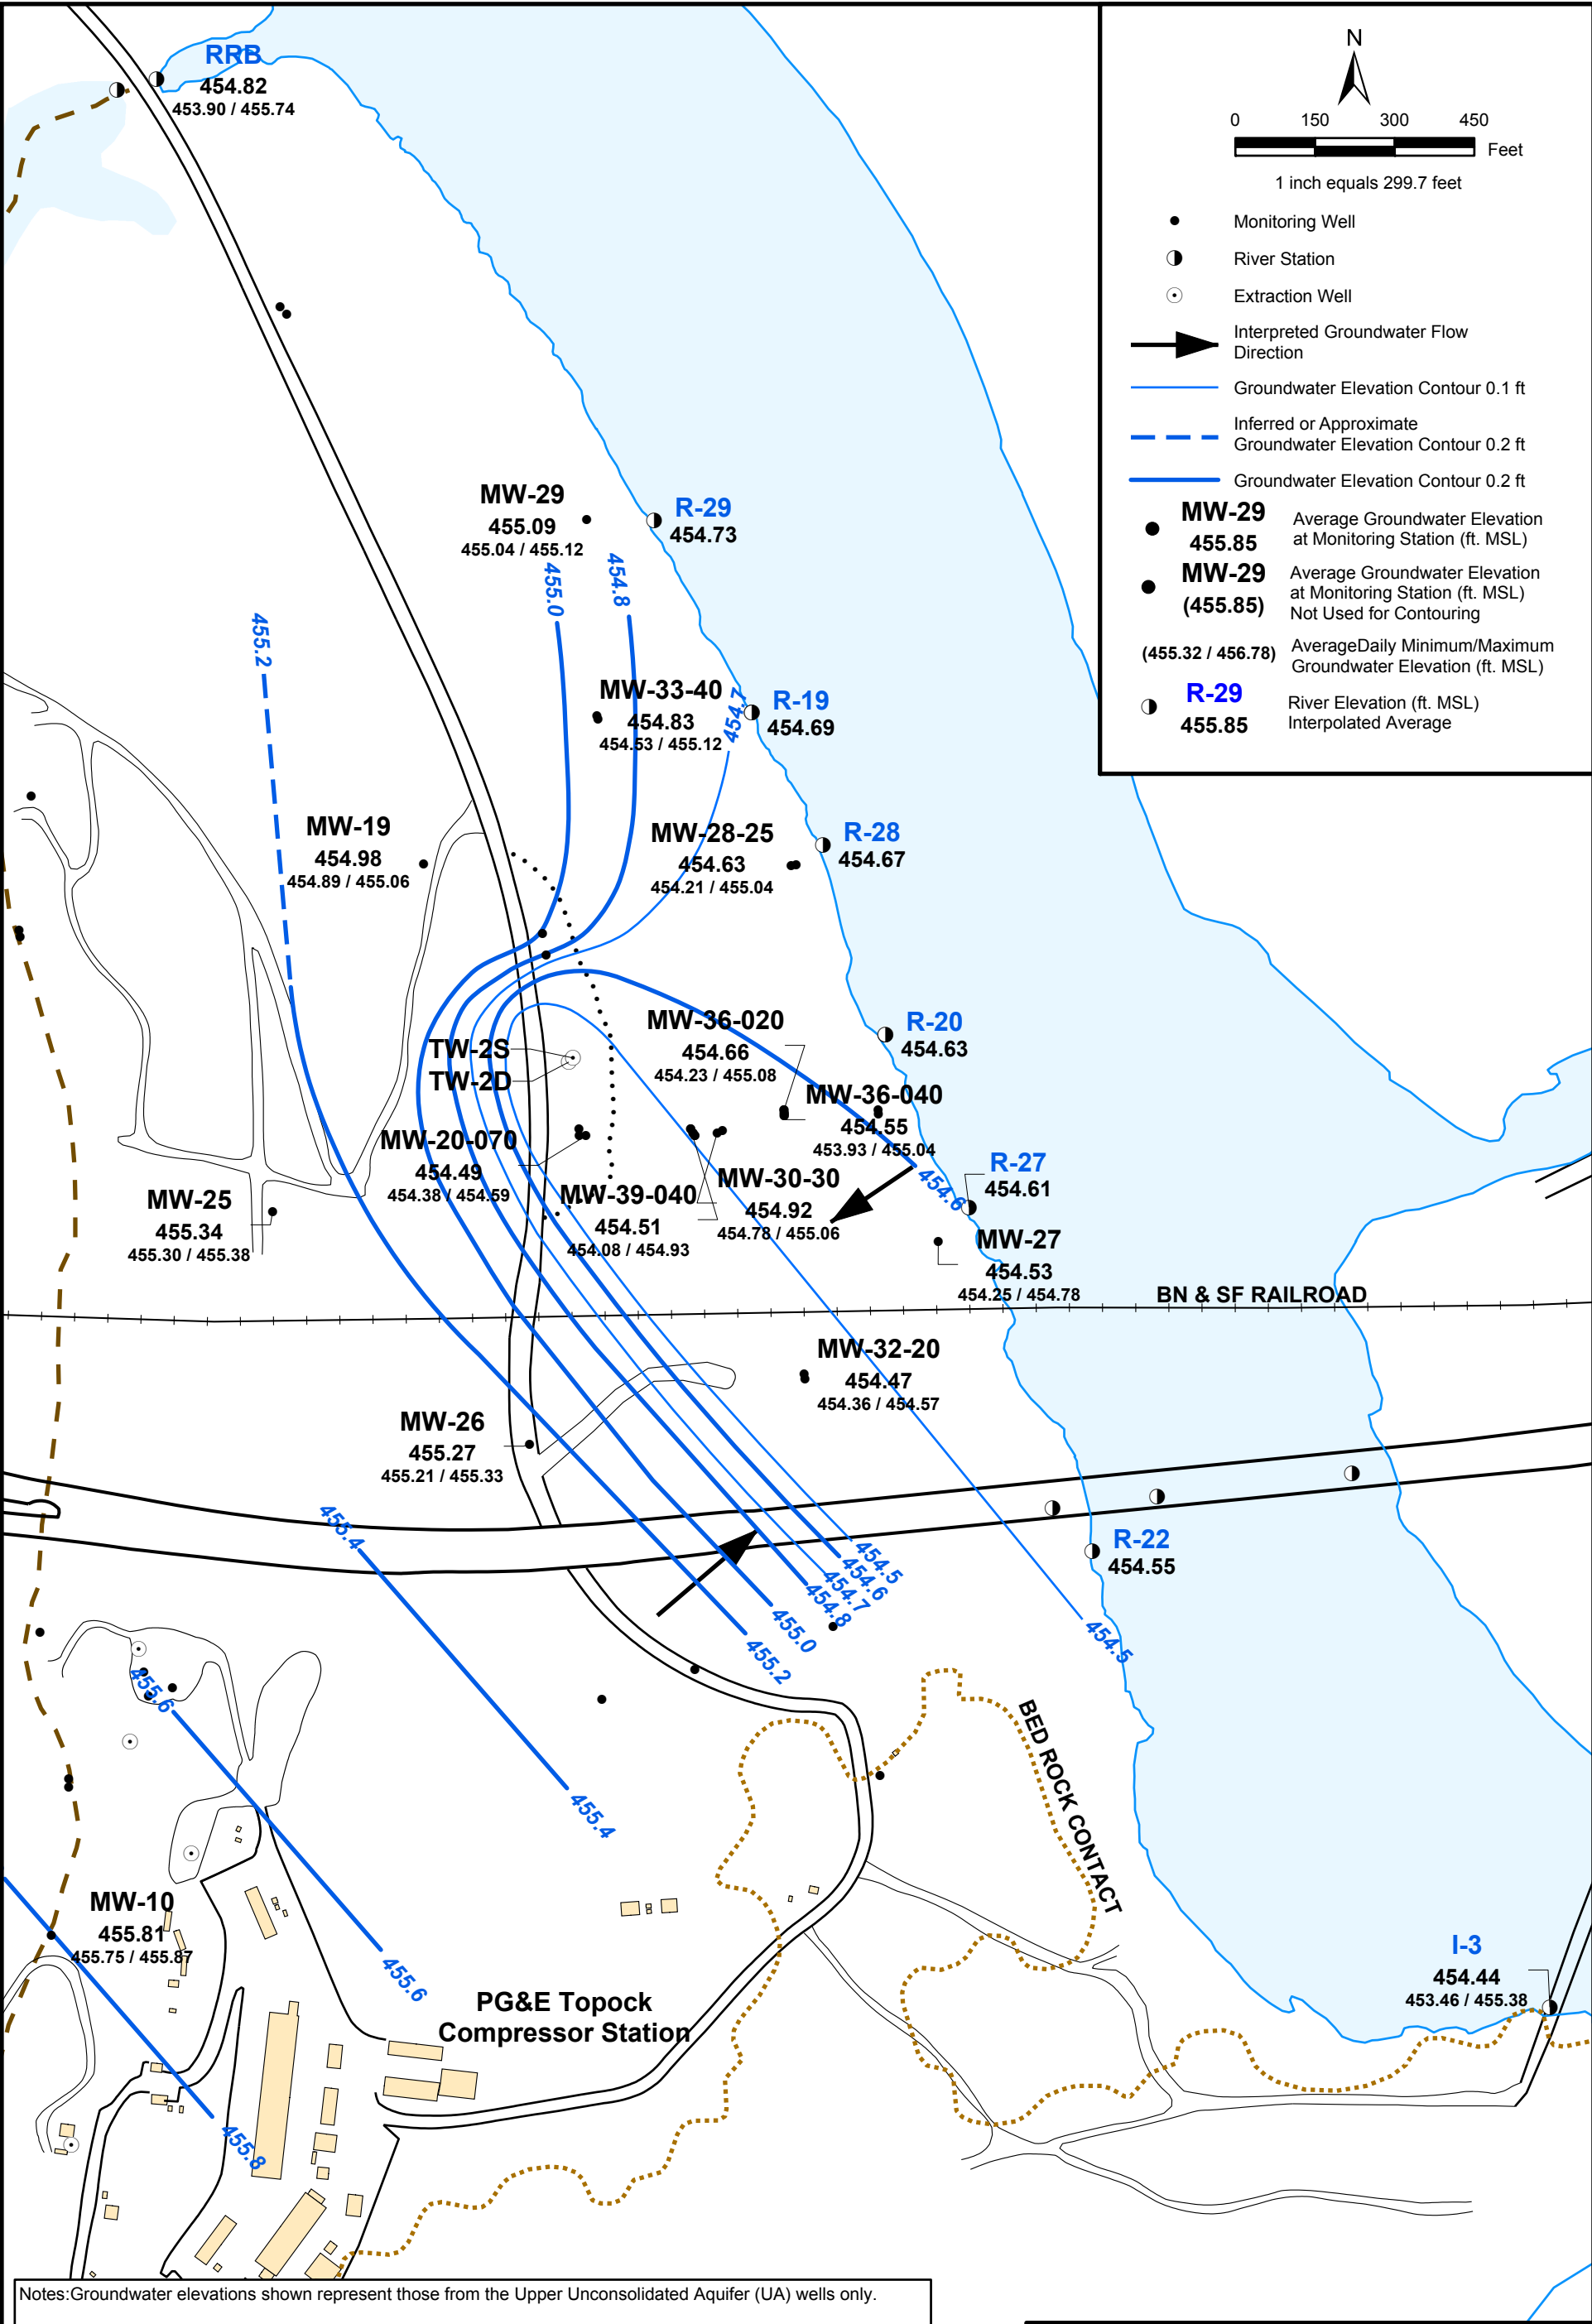 RRB
454.82
453.90 / 455.74
N
0 150 300 450
Feet
1 inch equals 299.7 feet
Monitoring Well
River Station
Extraction Well
Interpreted Groundwater Flow
Direction
Groundwater Elevation Contour 0.1 ft
Inferred or Approximate
Groundwater Elevation Contour 0.2 ft
Groundwater Elevation Contour 0.2 ft
MW-29
455.85
Average Groundwater Elevation
at Monitoring Station (ft. MSL)
MW-29
(455.85)
Average Groundwater Elevation
at Monitoring Station (ft. MSL)
Not Used for Contouring
(455.32 / 456.78)
AverageDaily Minimum/Maximum
Groundwater Elevation (ft. MSL)
R-29
455.85
River Elevation (ft. MSL)
Interpolated Average
MW-29
455.09
455.04 / 455.12
R-29
454.73
455.0
454.8
455.2
MW-33-40
454.83
454.53 / 455.12
454.7
R-19
454.69
MW-19
454.98
454.89 / 455.06
MW-28-25
454.63
454.21 / 455.04
R-28
454.67
MW-36-020
454.66
454.23 / 455.08
R-20
454.63
TW-2S
TW-2D
MW-36-040
454.55
453.93 / 455.04
MW-20-070
454.49
454.38 / 454.59
MW-39-040
454.51
454.08 / 454.93
MW-30-30
454.92
454.78 / 455.06
454.6
R-27
454.61
MW-25
455.34
455.30 / 455.38
MW-27
454.53
454.25 / 454.78
BN & SF RAILROAD
MW-32-20
454.47
454.36 / 454.57
MW-26
455.27
455.21 / 455.33
455.4
454.5
454.6
454.7
454.8
455.0
455.2
R-22
454.55
454.5
455.6
455.4
BED ROCK CONTACT
MW-10
455.81
455.75 / 455.87
455.6
PG&E Topock
Compressor Station
I-3
454.44
453.46 / 455.38
455.8
Notes:Groundwater elevations shown represent those from the Upper Unconsolidated Aquifer (UA) wells only.